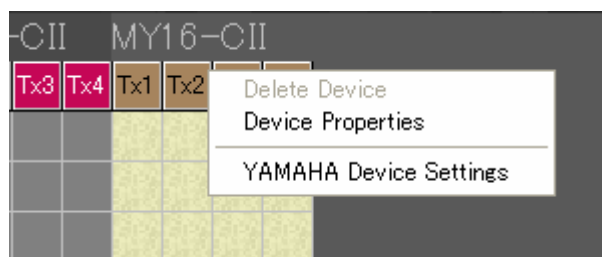 -CII MY16-CII
Tx3 Tx4 Tx1 Tx2
Delete Device
Device Properties
YAMAHA Device Settings